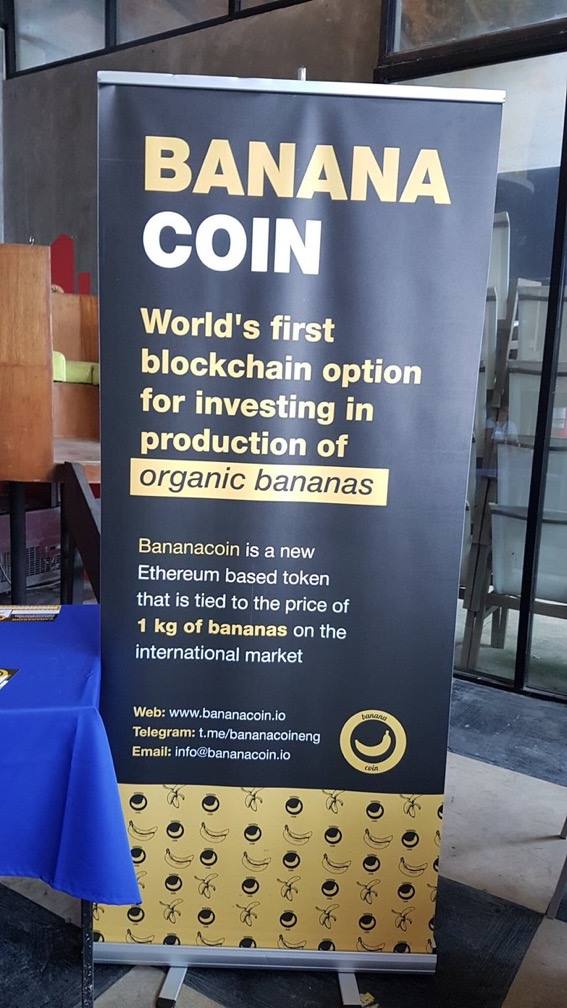 BANANA
COIN
World's first
blockchain option
for investing in
production of
organic bananas
Bananacoin is a new
Ethereum based token
that is tied to the price of
1 kg of bananas on the
international market
Web: www.bananacoin.io
Telegram: t.me/bananacoineng
Email: info@bananacoin.io
banana
coin